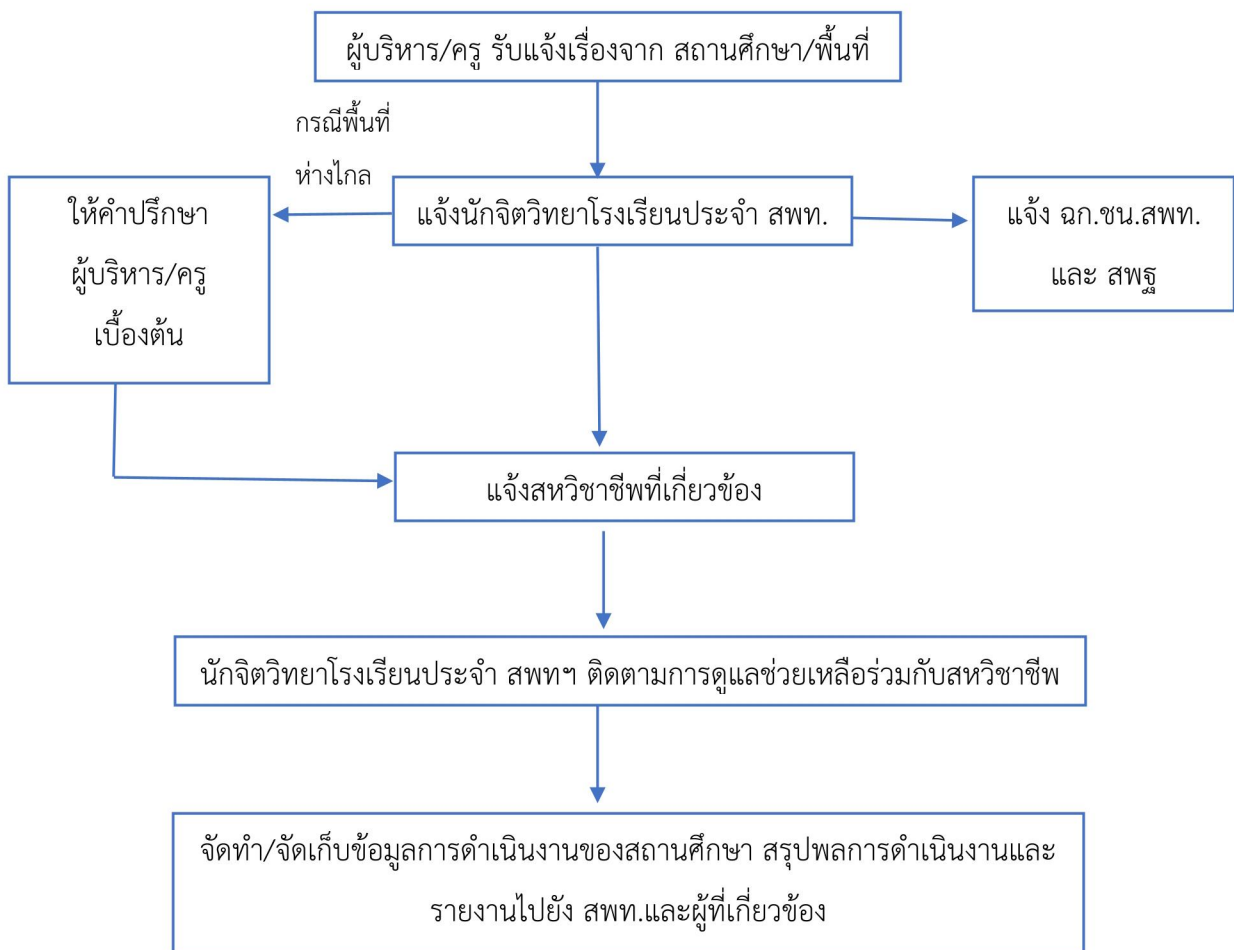 ผู้บริหาร/ครู รับแจ้งเรื่องจาก สถานศึกษา/พื้นที่
กรณีพื้นที่
ห่างไกล
ให้คำปรึกษา
ผู้บริหาร/ครู
เบื้องต้น
แจ้งนักจิตวิทยาโรงเรียนประจำ สพท.
แจ้ง ฉก.ชน.สพท.
และ สพฐ
แจ้งสหวิชาชีพที่เกี่ยวข้อง
นักจิตวิทยาโรงเรียนประจำ สพทฯ ติดตามการดูแลช่วยเหลือร่วมกับสหวิชาชีพ
จัดทำ/จัดเก็บข้อมูลการดำเนินงานของสถานศึกษา สรุปพลการดำเนินงานและ
รายงานไปยัง สพท.และผู้ที่เกี่ยวข้อง